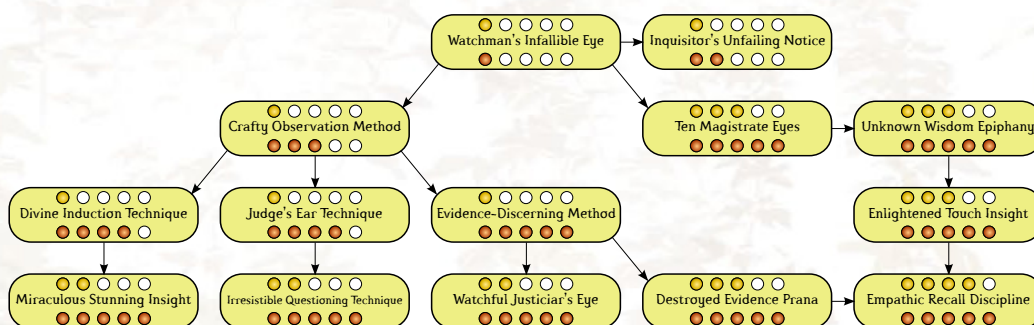 Watchman's Infallible Eye
Inquisitor's Unfailing Notice
Crafty Observation Method
Ten Magistrate Eyes
Unknown Wisdom Epiphany
Divine Induction Technique
Judge's Ear Technique
Evidence-Discerning Method
Enlightened Touch Insight
Miraculous Stunning Insight
Irresistible Questioning Technique
Watchful Justiciar's Eye
Destroyed Evidence Prana
Empathic Recall Discipline